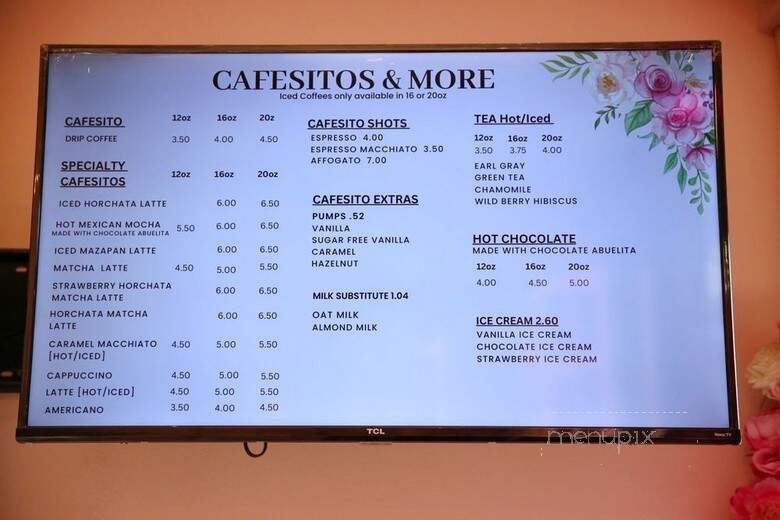 CAFESITOS & MORE
Iced Coffees only available in 16 or 20oz
CAFESITO 12oz 16oz 20z
DRIP COFFEE 3.50 4.00 4.50
SPECIALTY
CAFESITOS 12oz 16oz 20oz
ICED HORCHATA LATTE 6.00 6.50
HOT MEXICAN MOCHA 5.50 6.00 6.50
MADE WITH CHOCOLATE ABUELITA
ICED MAZAPAN LATTE 6.00 6.50
MATCHA LATTE 4.50 5.00 5.50
STRAWBERRY HORCHATA
MATCHA LATTE 6.00 6.50
HORCHATA MATCHA
LATTE 6.00 6.50
CARAMEL MACCHIATO 4.50 5.00 5.50
[HOT/ICED]
CAPPUCCINO 4.50 5.00 5.50
LATTE [HOT/ICED] 4.50 5.00 5.50
AMERICANO 3.50 4.00 4.50
CAFESITO SHOTS
ESPRESSO 4.00
ESPRESSO MACCHIATO 3.50
AFFOGATO 7.00
CAFESITO EXTRAS
PUMPS .52
VANILLA
SUGAR FREE VANILLA
CARAMEL
HAZELNUT
MILK SUBSTITUTE 1.04
OAT MILK
ALMOND MILK
TEA Hot/Iced
12oz 16oz 20oz
3.50 3.75 4.00
EARL GRAY
GREEN TEA
CHAMOMILE
WILD BERRY HIBISCUS
HOT CHOCOLATE
MADE WITH CHOCOLATE ABUELITA
12oz 16oz 20oz
4.00 4.50 5.00
ICE CREAM 2.60
VANILLA ICE CREAM
CHOCOLATE ICE CREAM
STRAWBERRY ICE CREAM
TCL
Roku TV
menupix